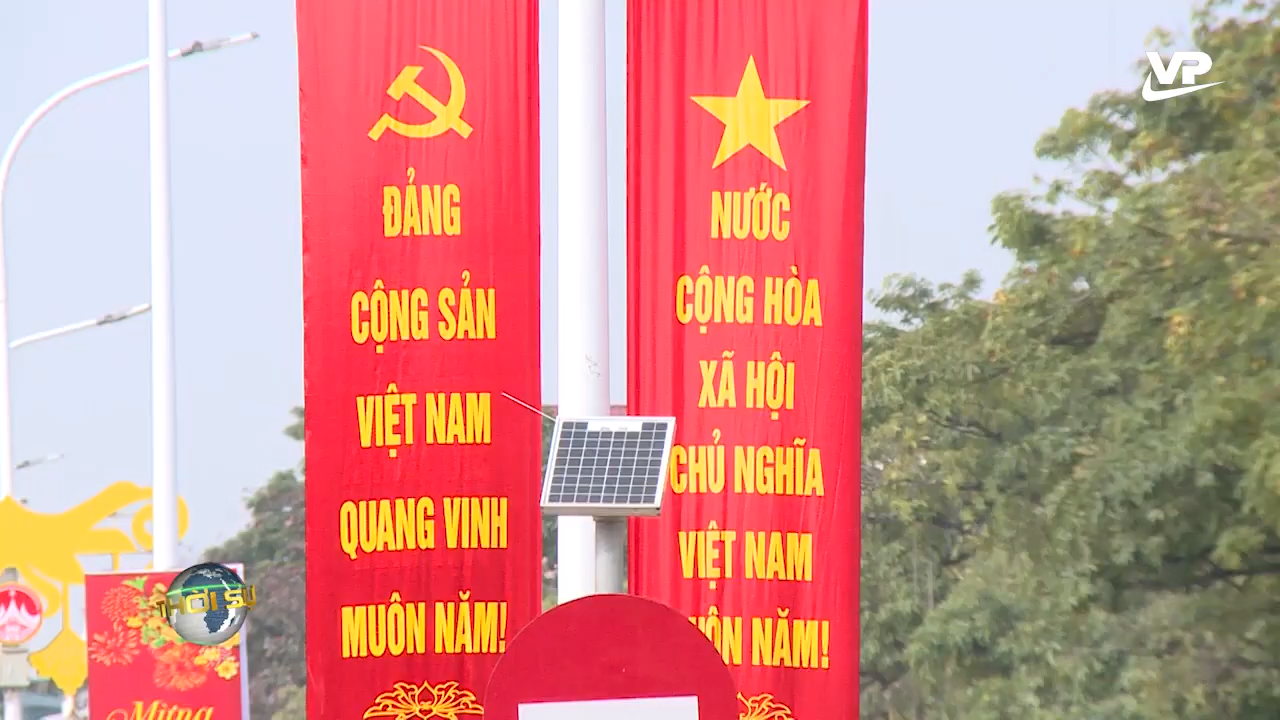 VP
ĐẢNG
CỘNG SẢN
VIỆT NAM
QUANG VINH
MUÔN NĂM!
NƯỚC
CỘNG HÒA
XÃ HỘI
CHỦ NGHĨA
VIỆT NAM
NĂM!
THỜI SỰ
Mừng